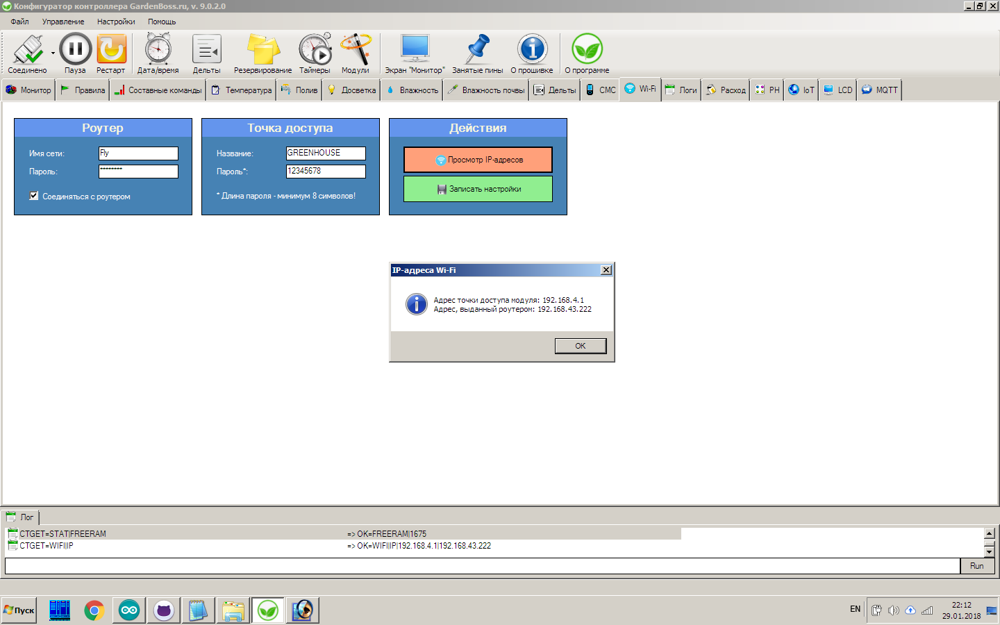 Конфигуратор контроллера GardenBoss.ru, v. 9.0.2.0
Файл Управление Настройки Помощь
Соединено Пауза Рестарт Дата/время Дельты Резервирование Таймеры Модули Экран "Монитор" Занятые пины О прошивке О программе
Монитор Правила Составные команды Температура Полив Досветка Влажность Влажность почвы Дельты СМС Wi-Fi Логи Расход PH IoT LCD MQTT
Роутер
Имя сети: Fly
Пароль: ********
Соединяться с роутером
Точка доступа
Название: GREENHOUSE
Пароль*: 12345678
* Длина пароля - минимум 8 символов!
Действия
Просмотр IP-адресов
Записать настройки
IP-адреса Wi-Fi
Адрес точки доступа модуля: 192.168.4.1
Адрес, выданный роутером: 192.168.43.222
OK
Лог
CTGET=STAT|FREERAM => OK=FREERAM|1675
CTGET=WIFI|IP => OK=WIFI|IP|192.168.4.1|192.168.43.222
Run
Пуск EN 22:12
29.01.2018